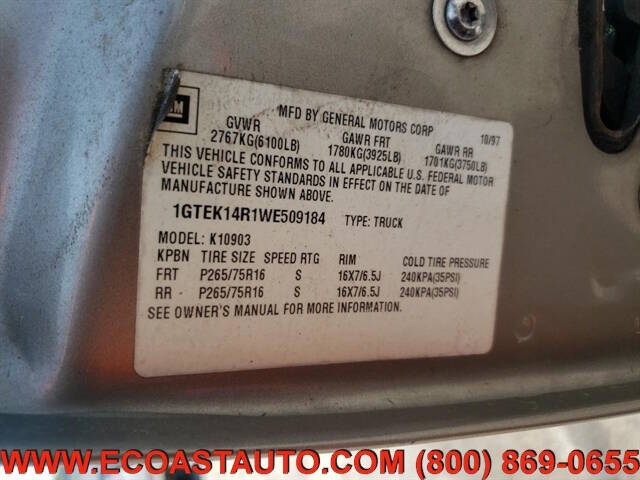 GM
MFD BY GENERAL MOTORS CORP 10/97
GVWR GAWR FRT GAWR RR
2767KG(6100LB) 1780KG(3925LB) 1701KG(3750LB)
THIS VEHICLE CONFORMS TO ALL APPLICABLE U.S. FEDERAL MOTOR
VEHICLE SAFETY STANDARDS IN EFFECT ON THE DATE OF
MANUFACTURE SHOWN ABOVE.
1GTEK14R1WE509184 TYPE: TRUCK
MODEL: K10903
KPBN TIRE SIZE SPEED RTG RIM COLD TIRE PRESSURE
FRT P265/75R16 S 16X7/6.5J 240KPA(35PSI)
RR - P265/75R16 S 16X7/6.5J 240KPA(35PSI)
SEE OWNER'S MANUAL FOR MORE INFORMATION.
WWW.ECOASTAUTO.COM (800) 869-0655